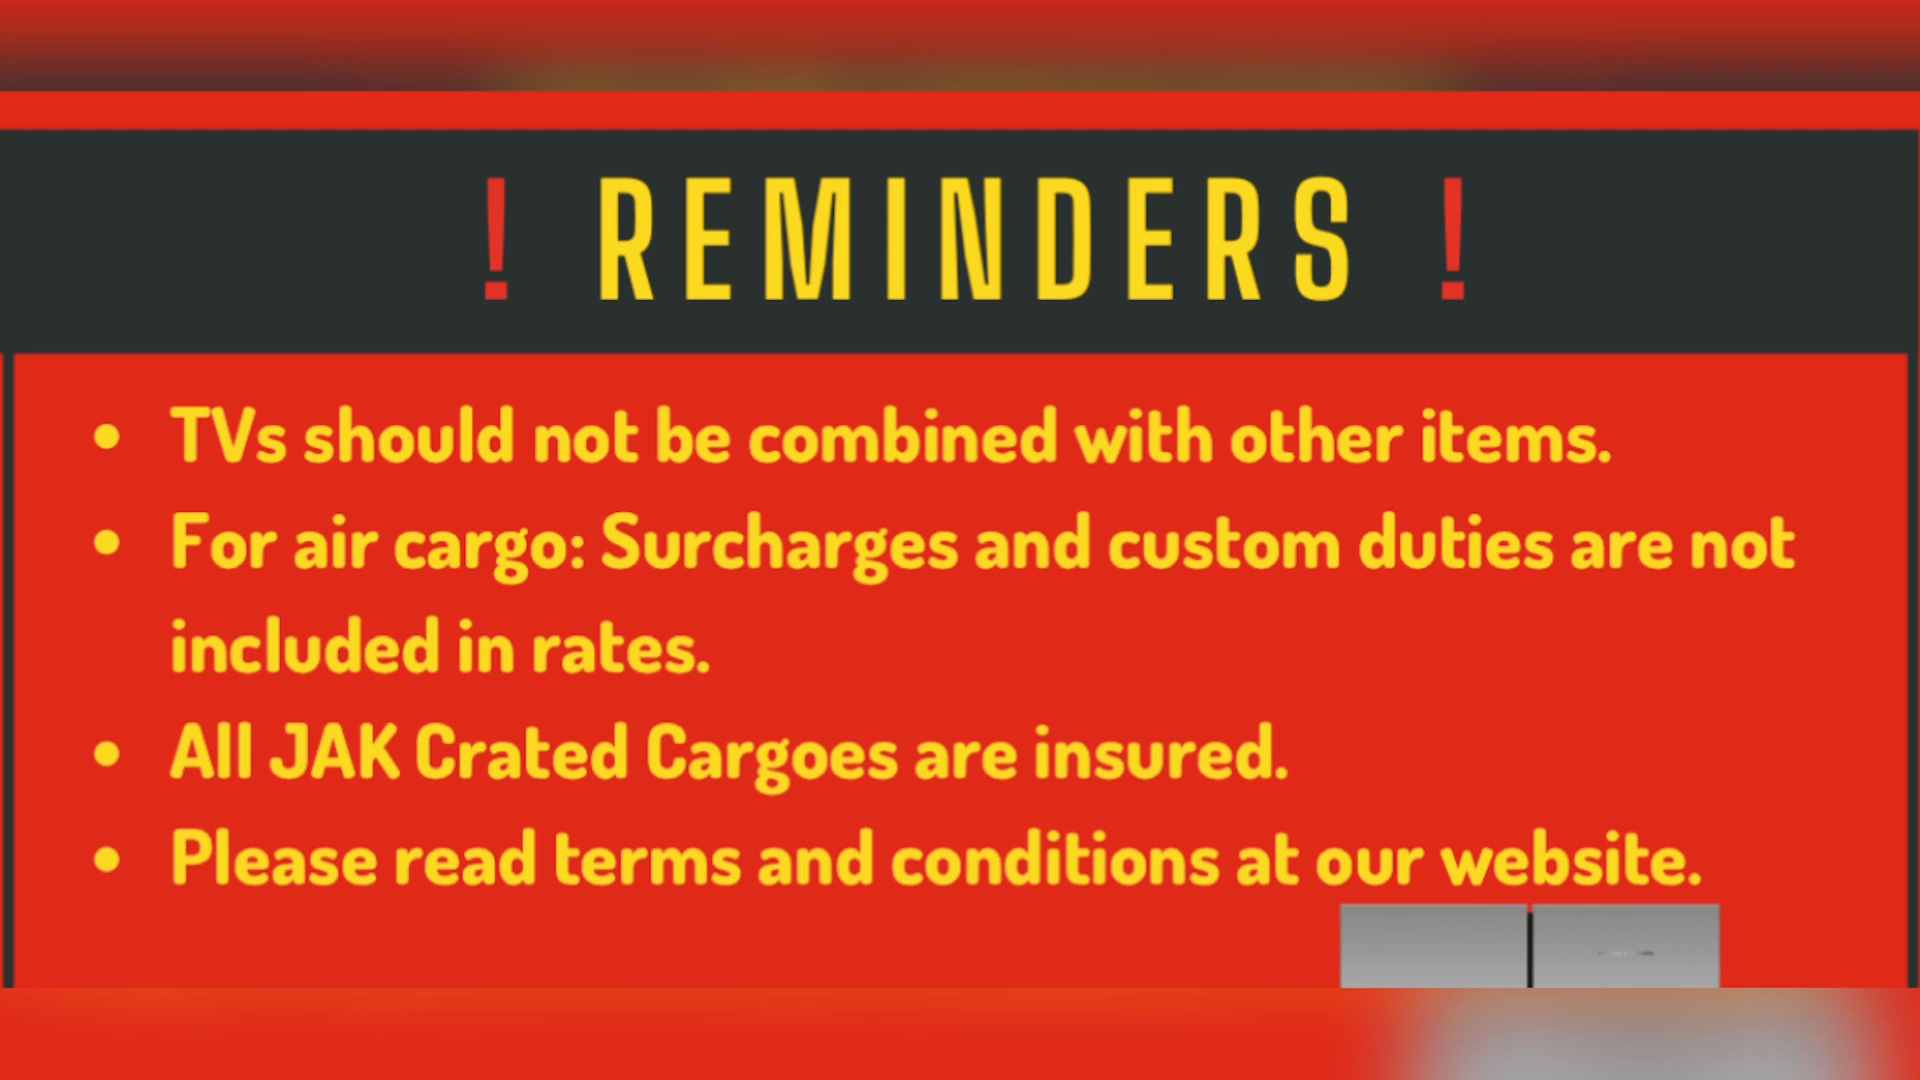 ! REMINDERS !
• TVs should not be combined with other items.
• For air cargo: Surcharges and custom duties are not
included in rates.
• All JAK Crated Cargoes are insured.
• Please read terms and conditions at our website.